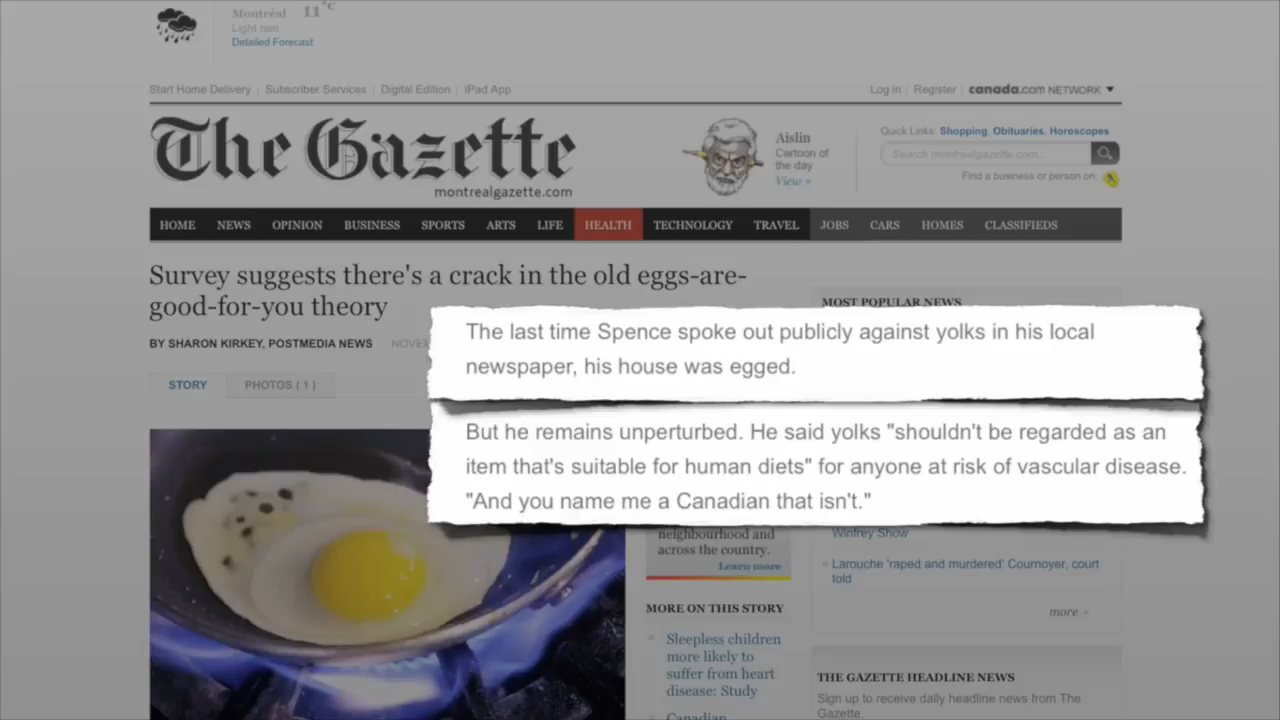 Montréal 11°C
Light rain
Detailed Forecast
Start Home Delivery | Subscriber Services | Digital Edition | iPad App
Log in | Register | canada.com NETWORK
The Gazette
montrealgazette.com
Aislin
Cartoon of
the day
View »
Quick Links: Shopping, Obituaries, Horoscopes
Search montrealgazette.com...
Find a business or person on:
HOME NEWS OPINION BUSINESS SPORTS ARTS LIFE HEALTH TECHNOLOGY TRAVEL JOBS CARS HOMES CLASSIFIEDS
Survey suggests there's a crack in the old eggs-are-
good-for-you theory
BY SHARON KIRKEY, POSTMEDIA NEWS
STORY PHOTOS ( 1 )
MOST POPULAR NEWS
The last time Spence spoke out publicly against yolks in his local
newspaper, his house was egged.
But he remains unperturbed. He said yolks "shouldn't be regarded as an
item that's suitable for human diets" for anyone at risk of vascular disease.
"And you name me a Canadian that isn't."
neighbourhood and
across the country.
Learn more
MORE ON THIS STORY
Sleepless children
more likely to
suffer from heart
disease: Study
Canadian
Winfrey Show
Larouche 'raped and murdered' Cournoyer, court
told
more »
THE GAZETTE HEADLINE NEWS
Sign up to receive daily headline news from The
Gazette.